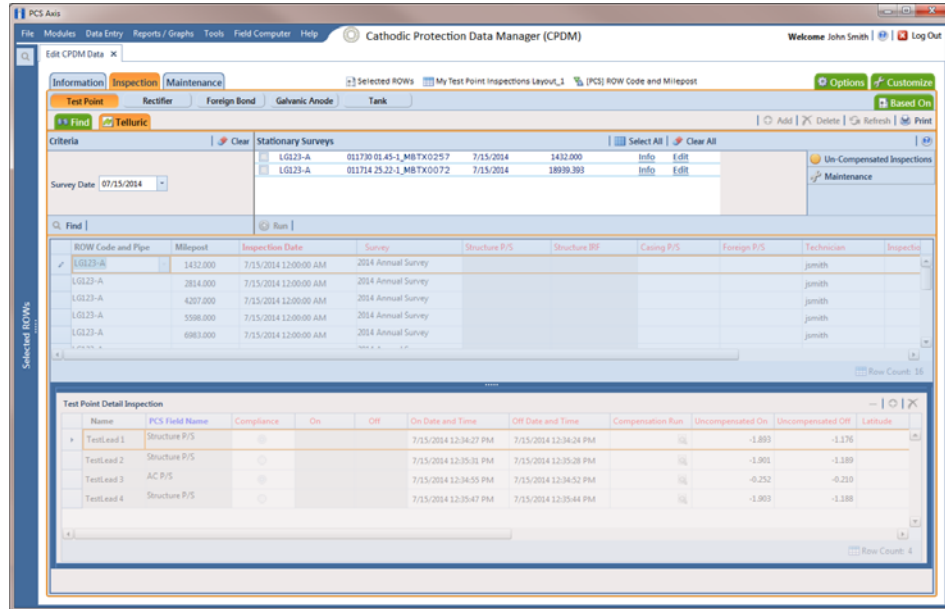 PCS Axis
File Modules Data Entry Reports / Graphs Tools Field Computer Help Cathodic Protection Data Manager (CPDM) Welcome John Smith Log Out
Edit CPDM Data ×
Information Inspection Maintenance Selected ROWs My Test Point Inspections Layout_1 [PCS] ROW Code and Milepost Options Customize
Test Point Rectifier Foreign Bond Galvanic Anode Tank Based On
Find Telluric Add Delete Refresh Print
Criteria Clear Stationary Surveys Select All Clear All
LG123-A 011730 01.45-1_MBTX0257 7/15/2014 1432.000 Info Edit Un-Compensated Inspections
LG123-A 011714 25.22-1_MBTX0072 7/15/2014 18939.393 Info Edit Maintenance
Survey Date 07/15/2014
Find Run
ROW Code and Pipe Milepost Inspection Date Survey Structure P/S Structure IRF Casing P/S Foreign P/S Technician Inspectio
LG123-A 1432.000 7/15/2014 12:00:00 AM 2014 Annual Survey jsmith
LG123-A 2814.000 7/15/2014 12:00:00 AM 2014 Annual Survey jsmith
LG123-A 4207.000 7/15/2014 12:00:00 AM 2014 Annual Survey jsmith
LG123-A 5598.000 7/15/2014 12:00:00 AM 2014 Annual Survey jsmith
LG123-A 6983.000 7/15/2014 12:00:00 AM 2014 Annual Survey jsmith
Row Count: 16
Selected ROWs
Test Point Detail Inspection
Name PCS Field Name Compliance On Off On Date and Time Off Date and Time Compensation Run Uncompensated On Uncompensated Off Latitude
TestLead 1 Structure P/S 7/15/2014 12:34:27 PM 7/15/2014 12:34:24 PM -1.893 -1.176
TestLead 2 Structure P/S 7/15/2014 12:35:31 PM 7/15/2014 12:35:28 PM -1.901 -1.189
TestLead 3 AC P/S 7/15/2014 12:34:55 PM 7/15/2014 12:34:52 PM -0.252 -0.210
TestLead 4 Structure P/S 7/15/2014 12:35:47 PM 7/15/2014 12:35:44 PM -1.903 -1.188
Row Count: 4